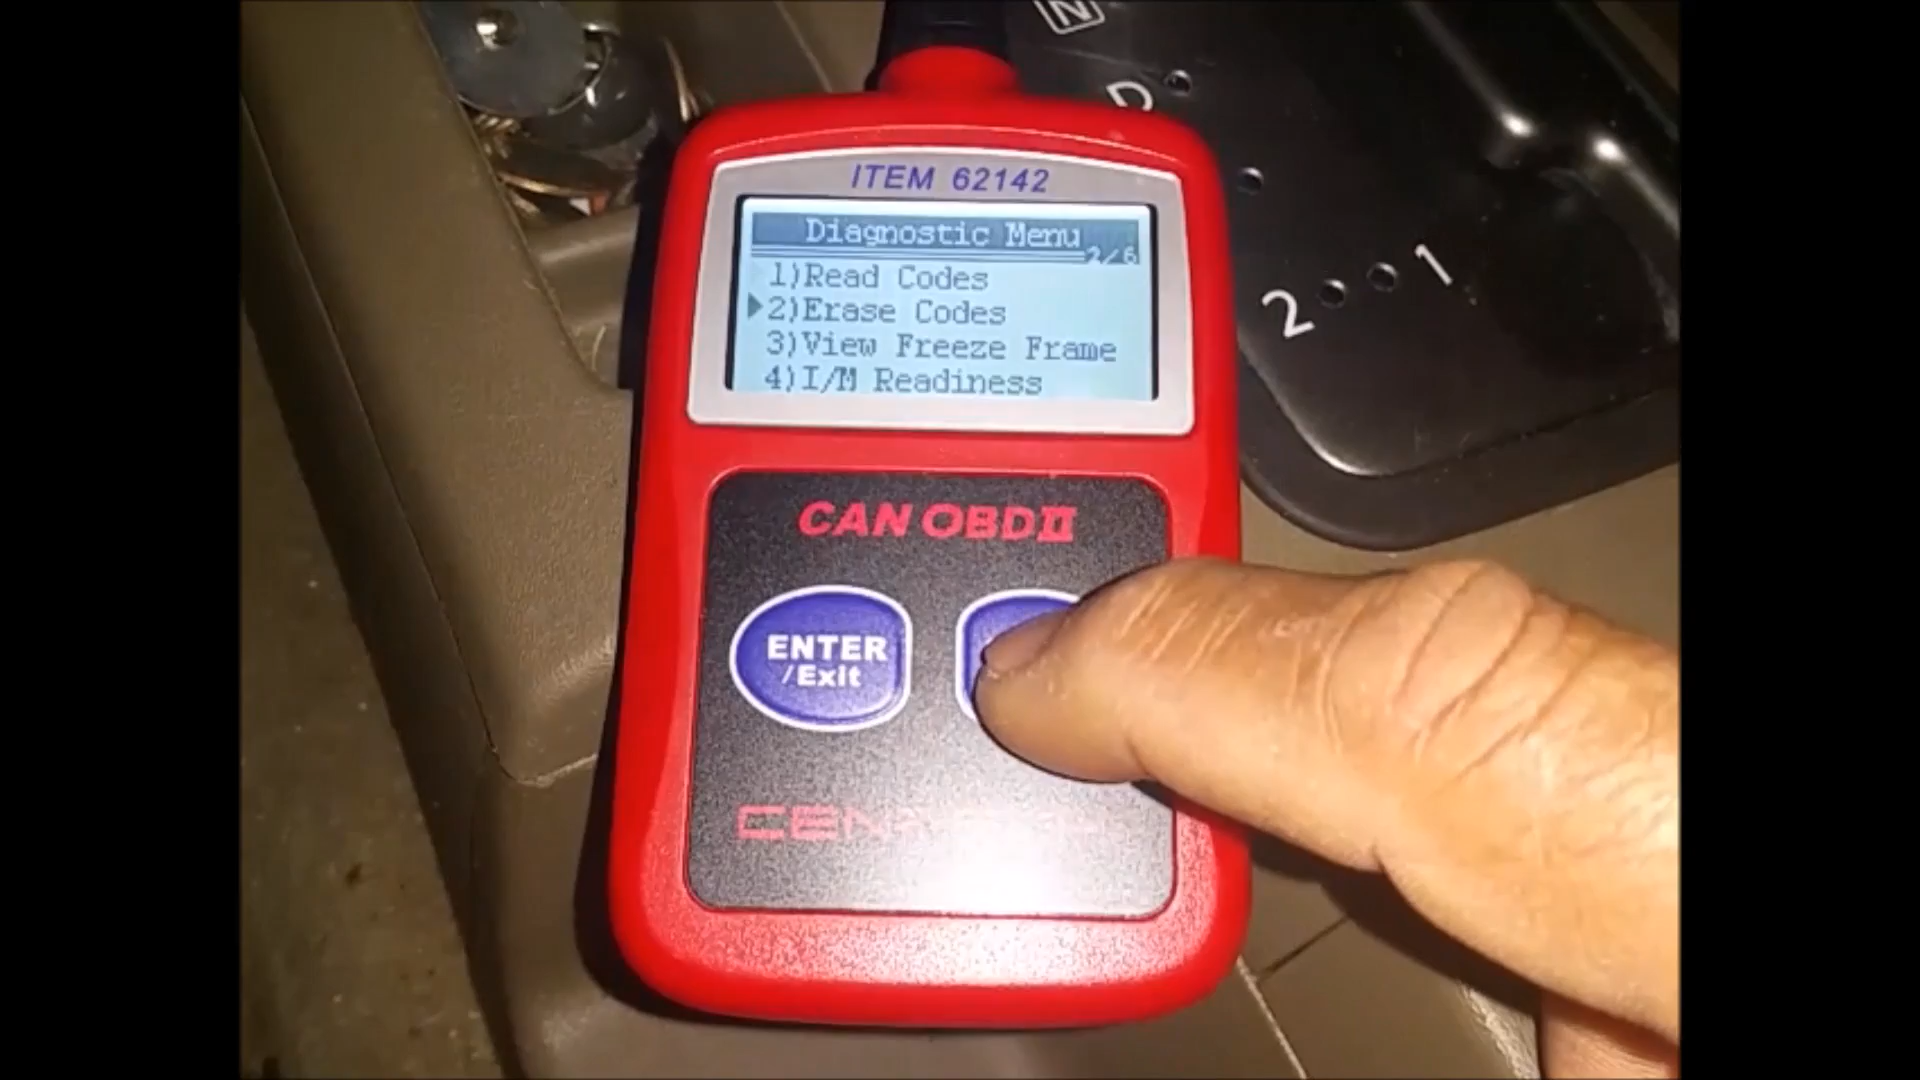 N
D
ITEM 62142
Diagnostic Menu
2/6
1)Read Codes
2)Erase Codes
3)View Freeze Frame
4)I/M Readiness
2 1
CAN OBDII
ENTER
/Exit